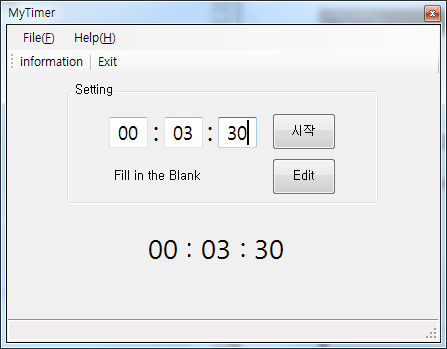 MyTimer
File(F) Help(H)
information Exit
Setting
00 : 03 : 30 시작
Fill in the Blank Edit
00 : 03 : 30